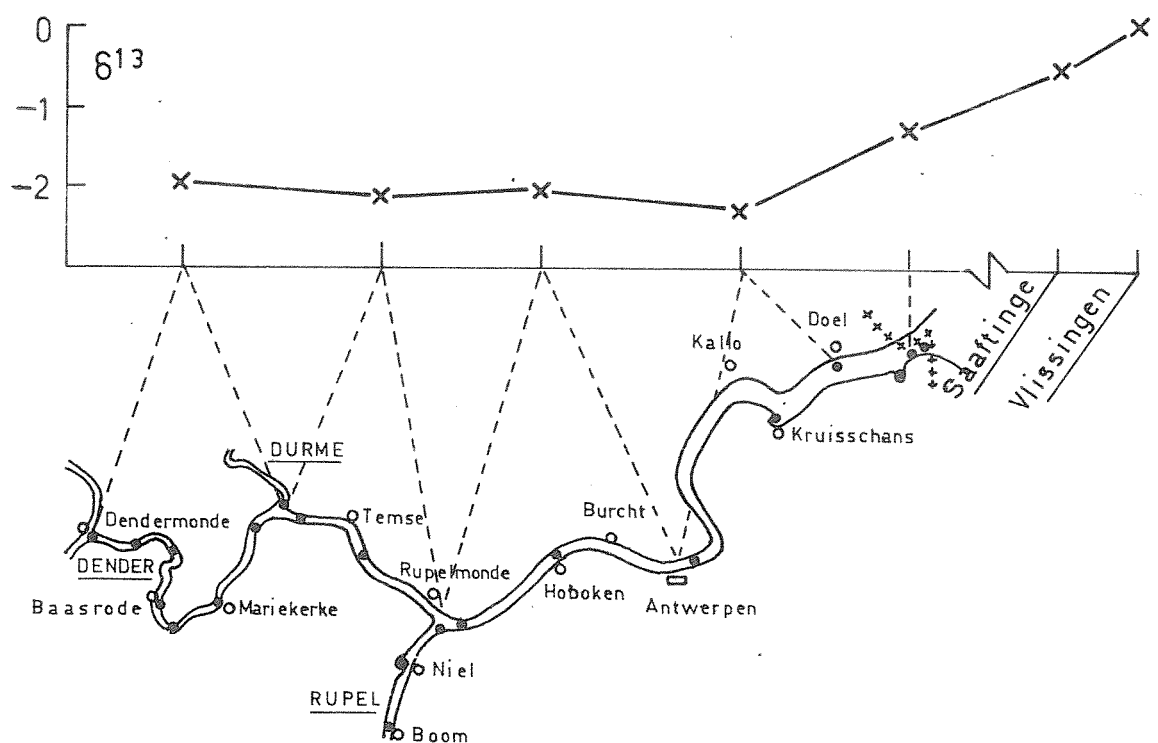 0
δ13
-1
-2
Saaftinge
Vlissingen
Doel
Kallo
Kruisschans
DURME
Burcht
Temse
Dendermonde
DENDER
Rupelmonde
Hoboken
Antwerpen
Baasrode
Mariekerke
Niel
RUPEL
Boom